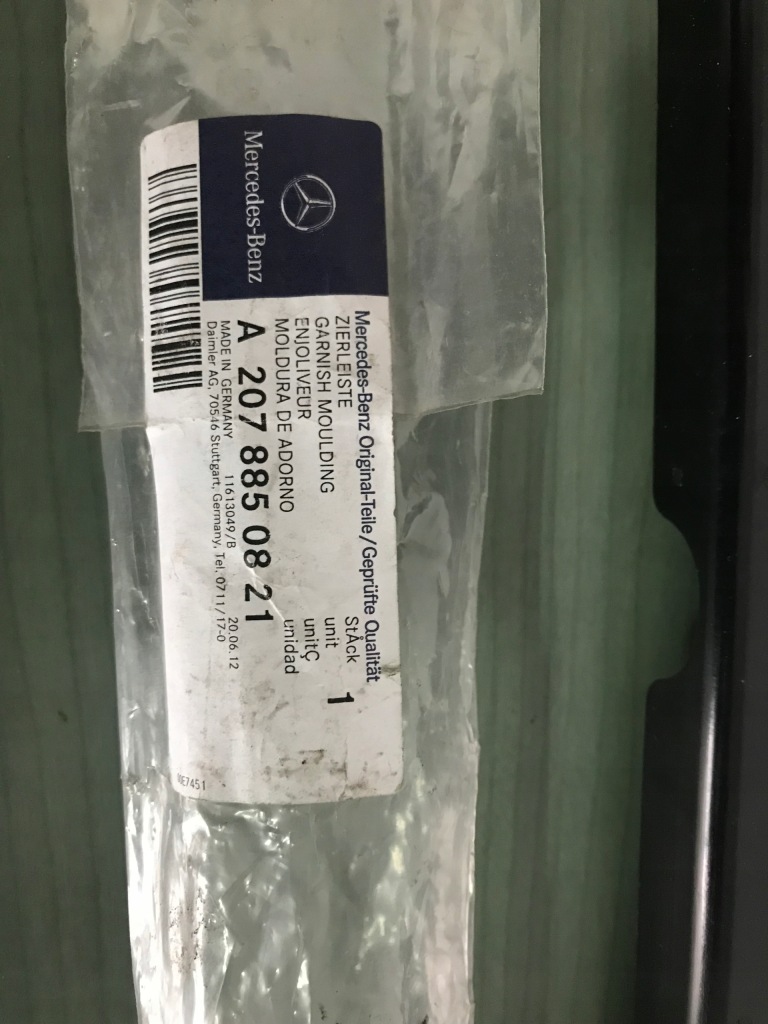 Mercedes-Benz
Mercedes-Benz Original-Teile/Geprüfte Qualität
ZIERLEISTE StÅck 1
GARNISH MOULDING unit
ENJOLIVEUR unitÇ
MOLDURA DE ADORNO unidad
A 207 885 08 21
MADE IN GERMANY 11613049/B 20.06.12
Daimler AG, 70546 Stuttgart, Germany, Tel. 0711/17-0